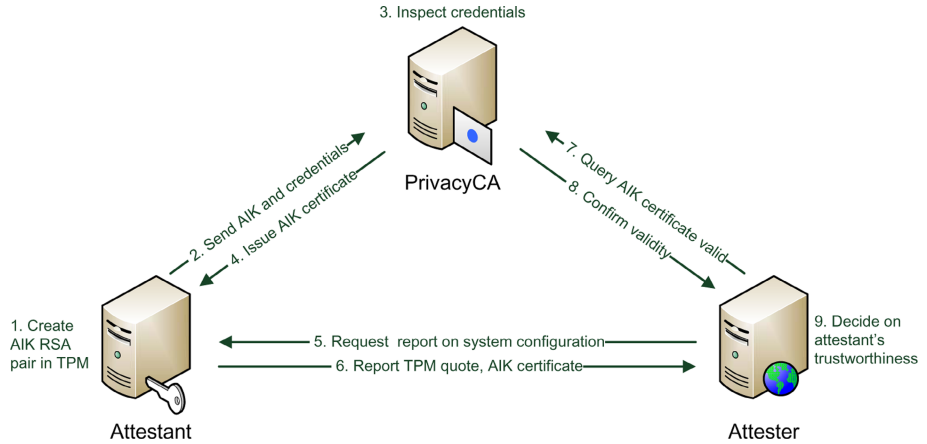 3. Inspect credentials
PrivacyCA
2. Send AIK and credentials
4. Issue AIK certificate
7. Query AIK certificate valid
8. Confirm validity
1. Create
AIK RSA
pair in TPM
5. Request report on system configuration
6. Report TPM quote, AIK certificate
9. Decide on
attestant's
trustworthiness
Attestant
Attester